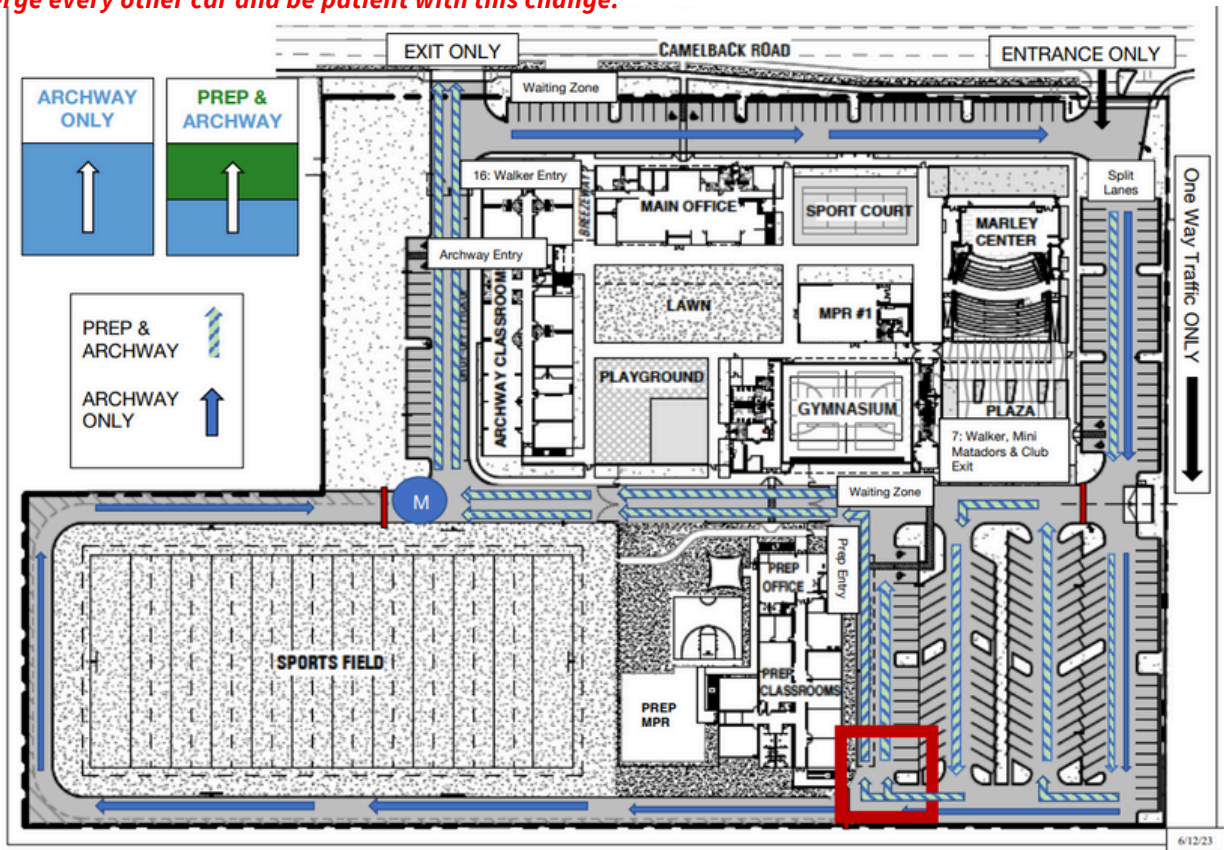 erge every other car and be patient with this change.
EXIT ONLY
CAMELBACK ROAD
ENTRANCE ONLY
ARCHWAY
ONLY
PREP &
ARCHWAY
Waiting Zone
16: Walker Entry
BREEZEWAY
MAIN OFFICE
SPORT COURT
MARLEY
CENTER
Split
Lanes
One Way Traffic ONLY
Archway Entry
ARCHWAY CLASSROOM
LAWN
MPR #1
PREP &
ARCHWAY
ARCHWAY
ONLY
PLAYGROUND
GYMNASIUM
PLAZA
7: Walker, Mini
Matadors & Club
Exit
M
Waiting Zone
Prep Entry
PREP
OFFICE
SPORTS FIELD
PREP
CLASSROOMS
PREP
MPR
6/12/23